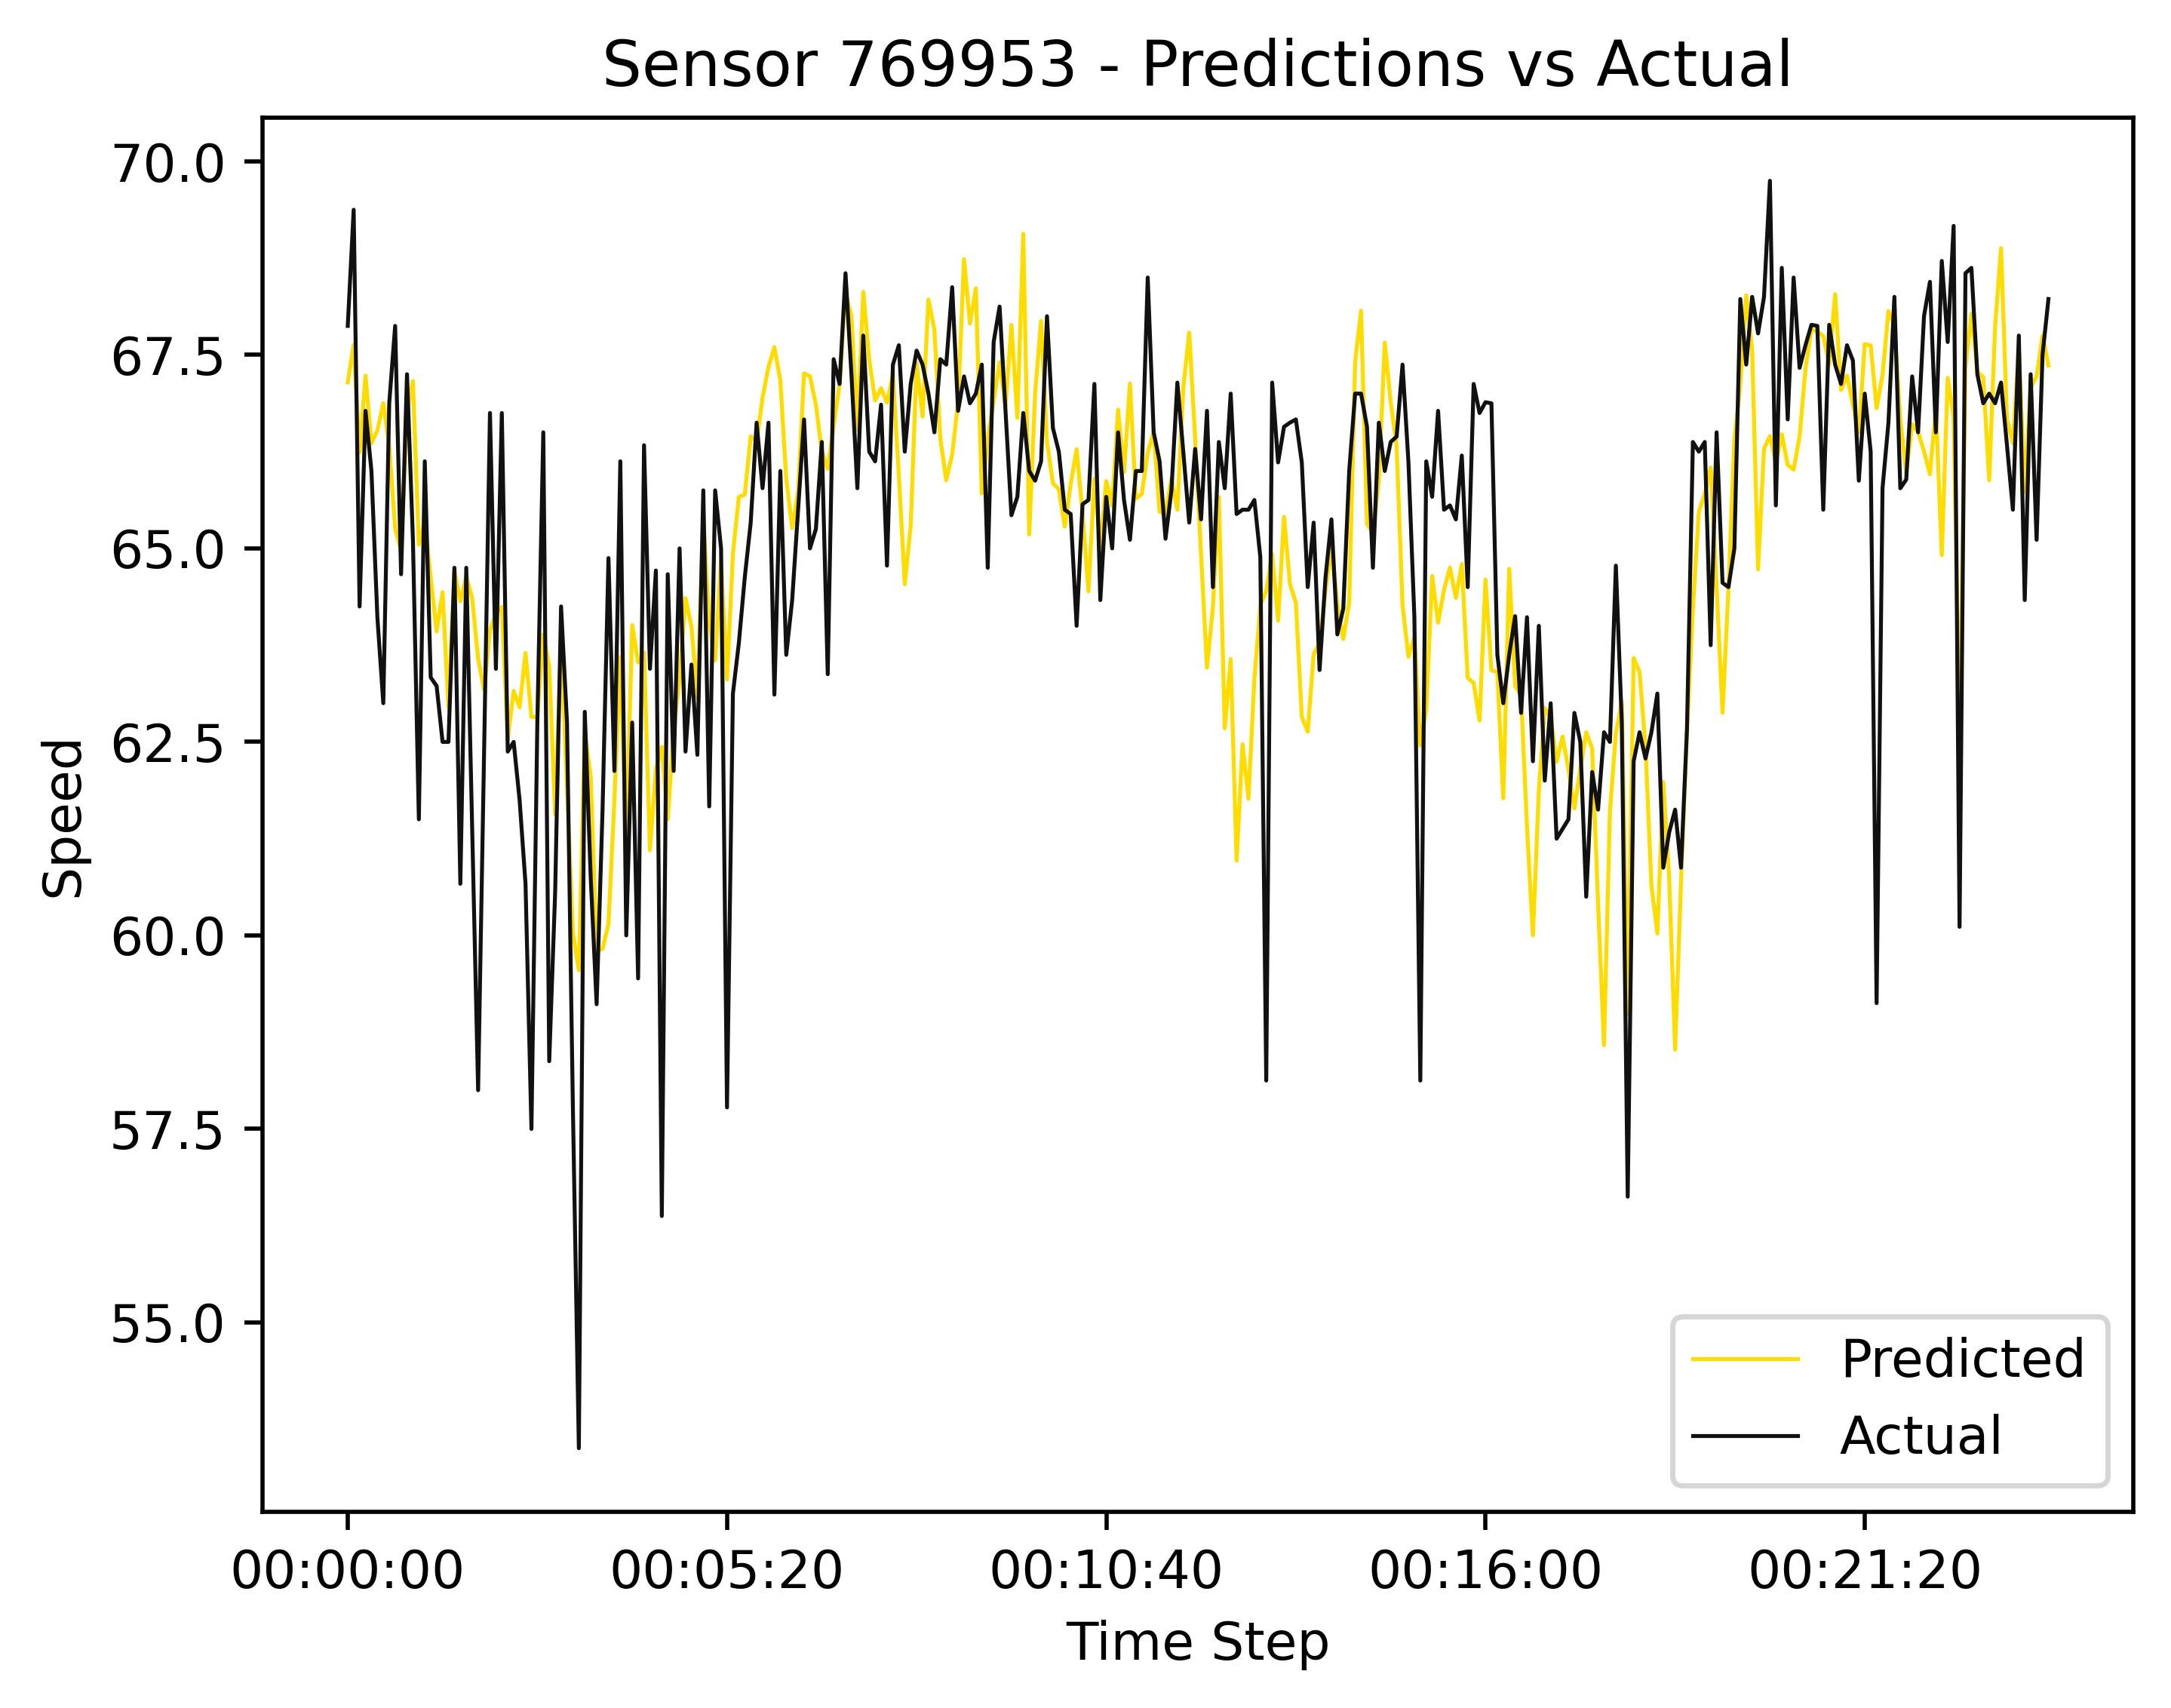 Sensor 769953 - Predictions vs Actual
70.0
67.5
65.0
62.5
60.0
57.5
55.0
Speed
Predicted
Actual
00:00:00 00:05:20 00:10:40 00:16:00 00:21:20
Time Step